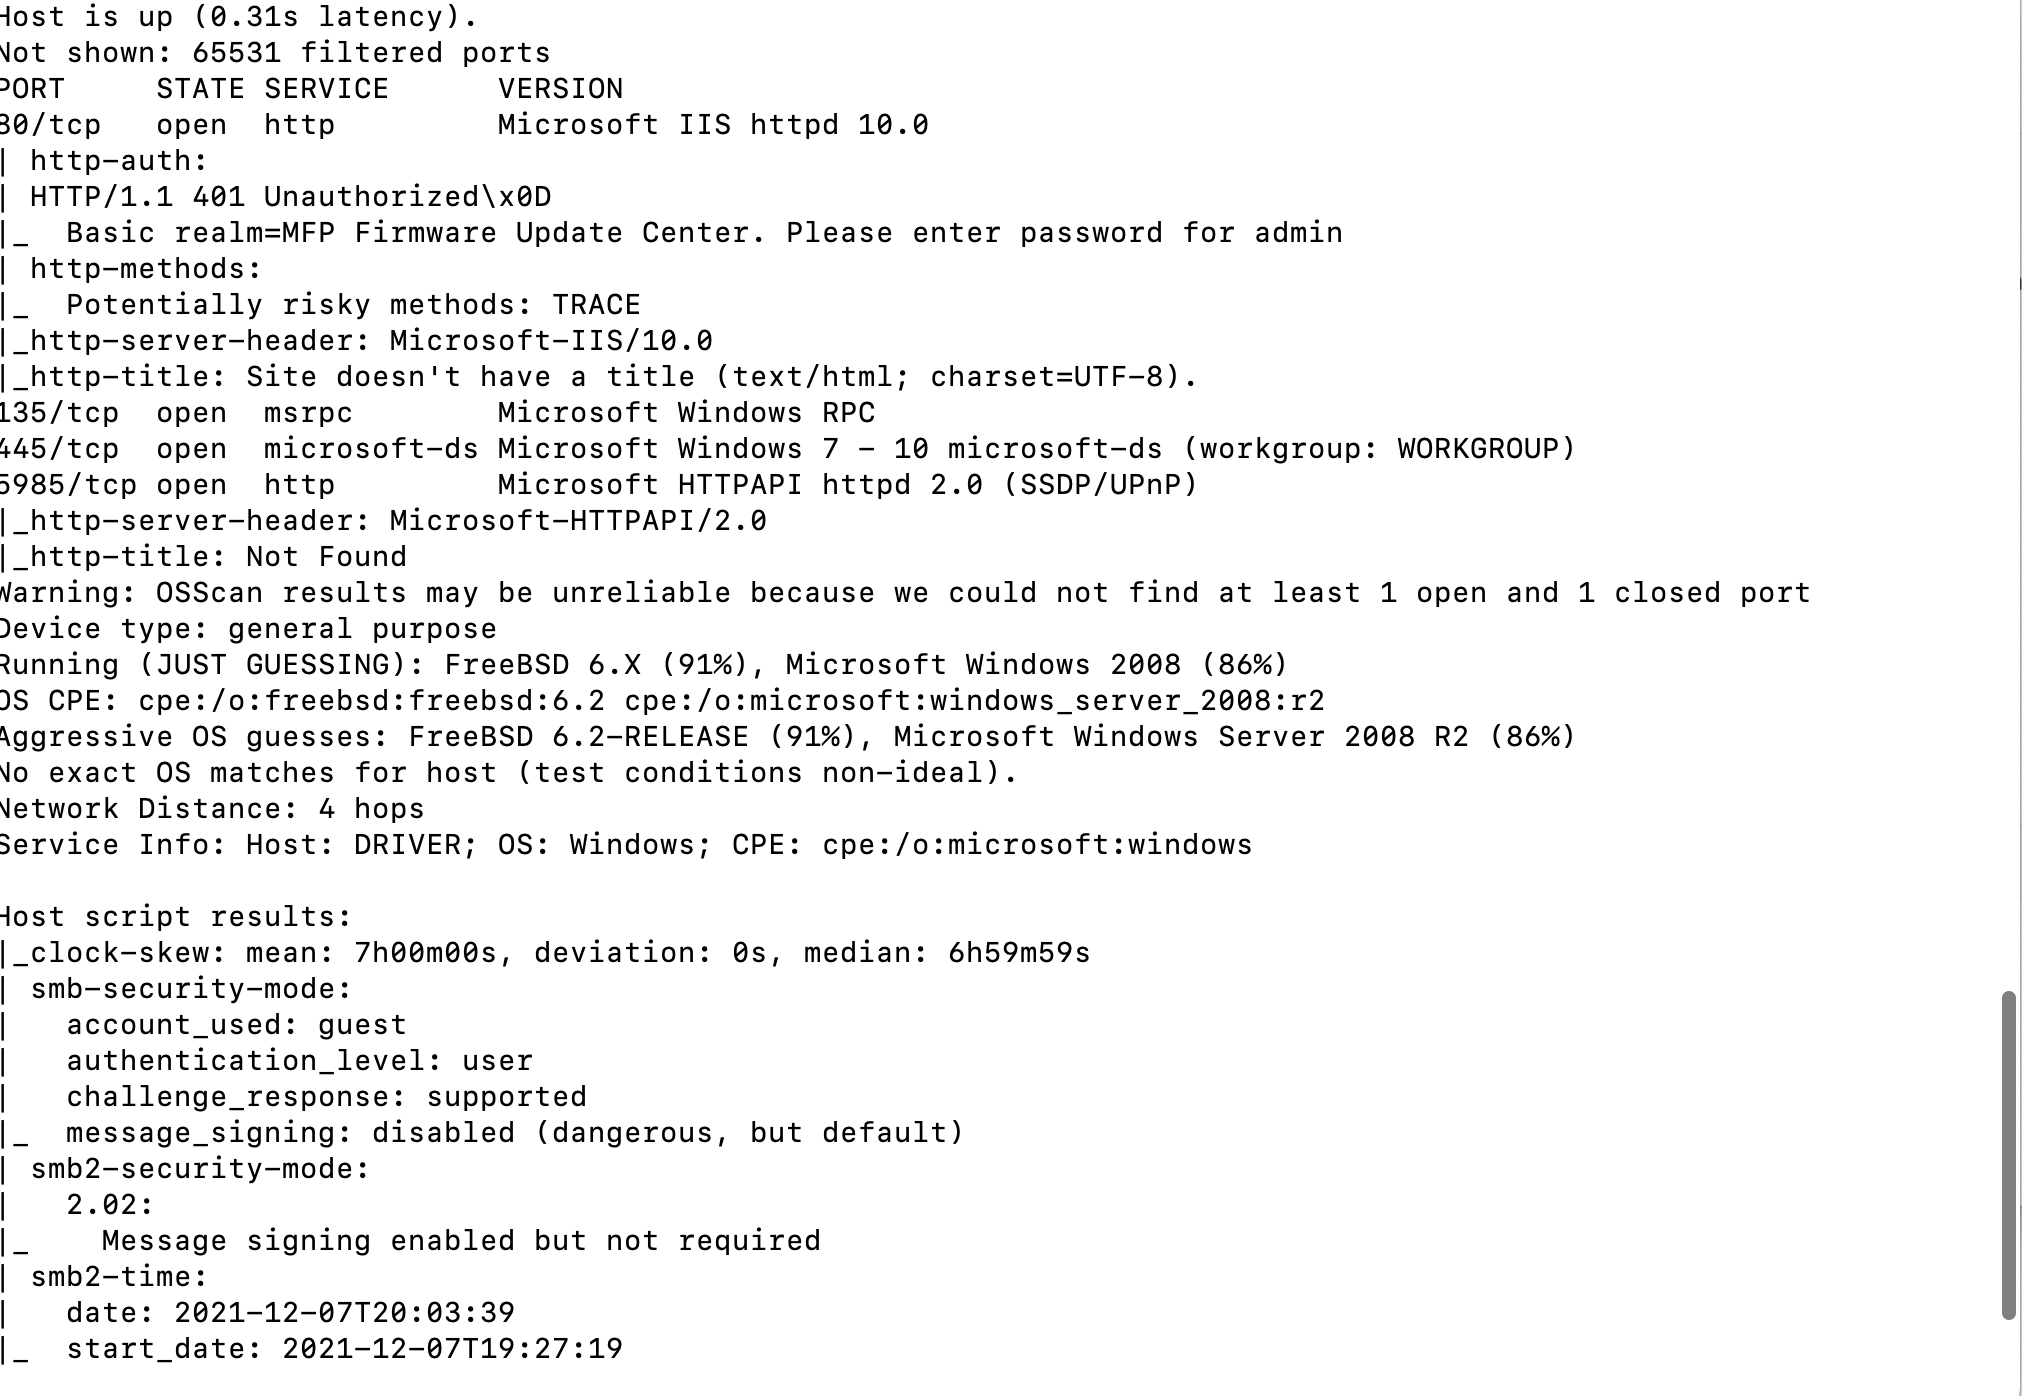 Host is up (0.31s latency).
Not shown: 65531 filtered ports
PORT     STATE SERVICE      VERSION
80/tcp   open  http         Microsoft IIS httpd 10.0
| http-auth:
| HTTP/1.1 401 Unauthorized\x0D
|_  Basic realm=MFP Firmware Update Center. Please enter password for admin
| http-methods:
|_  Potentially risky methods: TRACE
|_http-server-header: Microsoft-IIS/10.0
|_http-title: Site doesn't have a title (text/html; charset=UTF-8).
135/tcp  open  msrpc        Microsoft Windows RPC
445/tcp  open  microsoft-ds Microsoft Windows 7 - 10 microsoft-ds (workgroup: WORKGROUP)
5985/tcp open  http         Microsoft HTTPAPI httpd 2.0 (SSDP/UPnP)
|_http-server-header: Microsoft-HTTPAPI/2.0
|_http-title: Not Found
Warning: OSScan results may be unreliable because we could not find at least 1 open and 1 closed port
Device type: general purpose
Running (JUST GUESSING): FreeBSD 6.X (91%), Microsoft Windows 2008 (86%)
OS CPE: cpe:/o:freebsd:freebsd:6.2 cpe:/o:microsoft:windows_server_2008:r2
Aggressive OS guesses: FreeBSD 6.2-RELEASE (91%), Microsoft Windows Server 2008 R2 (86%)
No exact OS matches for host (test conditions non-ideal).
Network Distance: 4 hops
Service Info: Host: DRIVER; OS: Windows; CPE: cpe:/o:microsoft:windows

Host script results:
|_clock-skew: mean: 7h00m00s, deviation: 0s, median: 6h59m59s
| smb-security-mode:
|   account_used: guest
|   authentication_level: user
|   challenge_response: supported
|_  message_signing: disabled (dangerous, but default)
| smb2-security-mode:
|   2.02:
|_    Message signing enabled but not required
| smb2-time:
|   date: 2021-12-07T20:03:39
|_  start_date: 2021-12-07T19:27:19